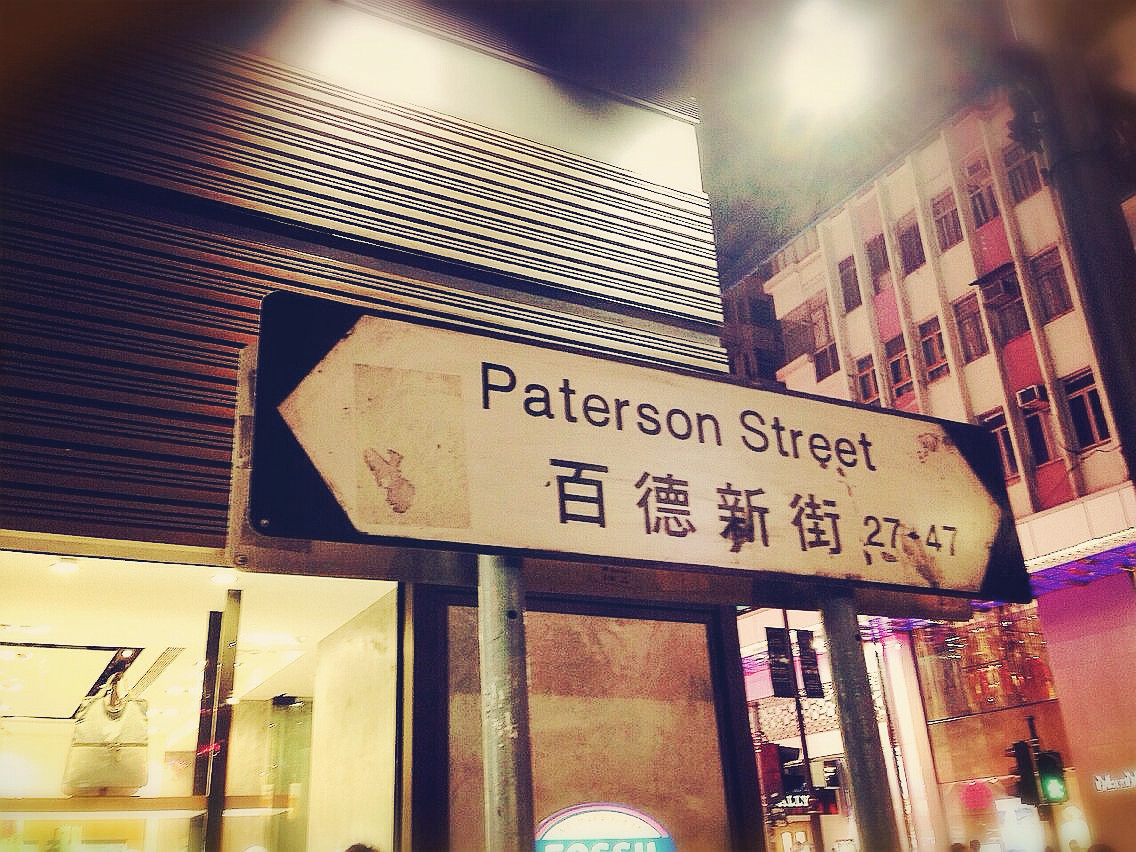 Paterson Street
百德新街 27-47
FOSSIL